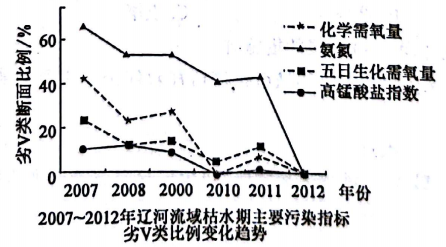 劣V类断面比例/%
60
40
20
0
化学需氧量
氨氮
五日生化需氧量
高锰酸盐指数
2007 2008 2000 2010 2011 2012 年份
2007~2012年辽河流域枯水期主要污染指标
劣V类比例变化趋势